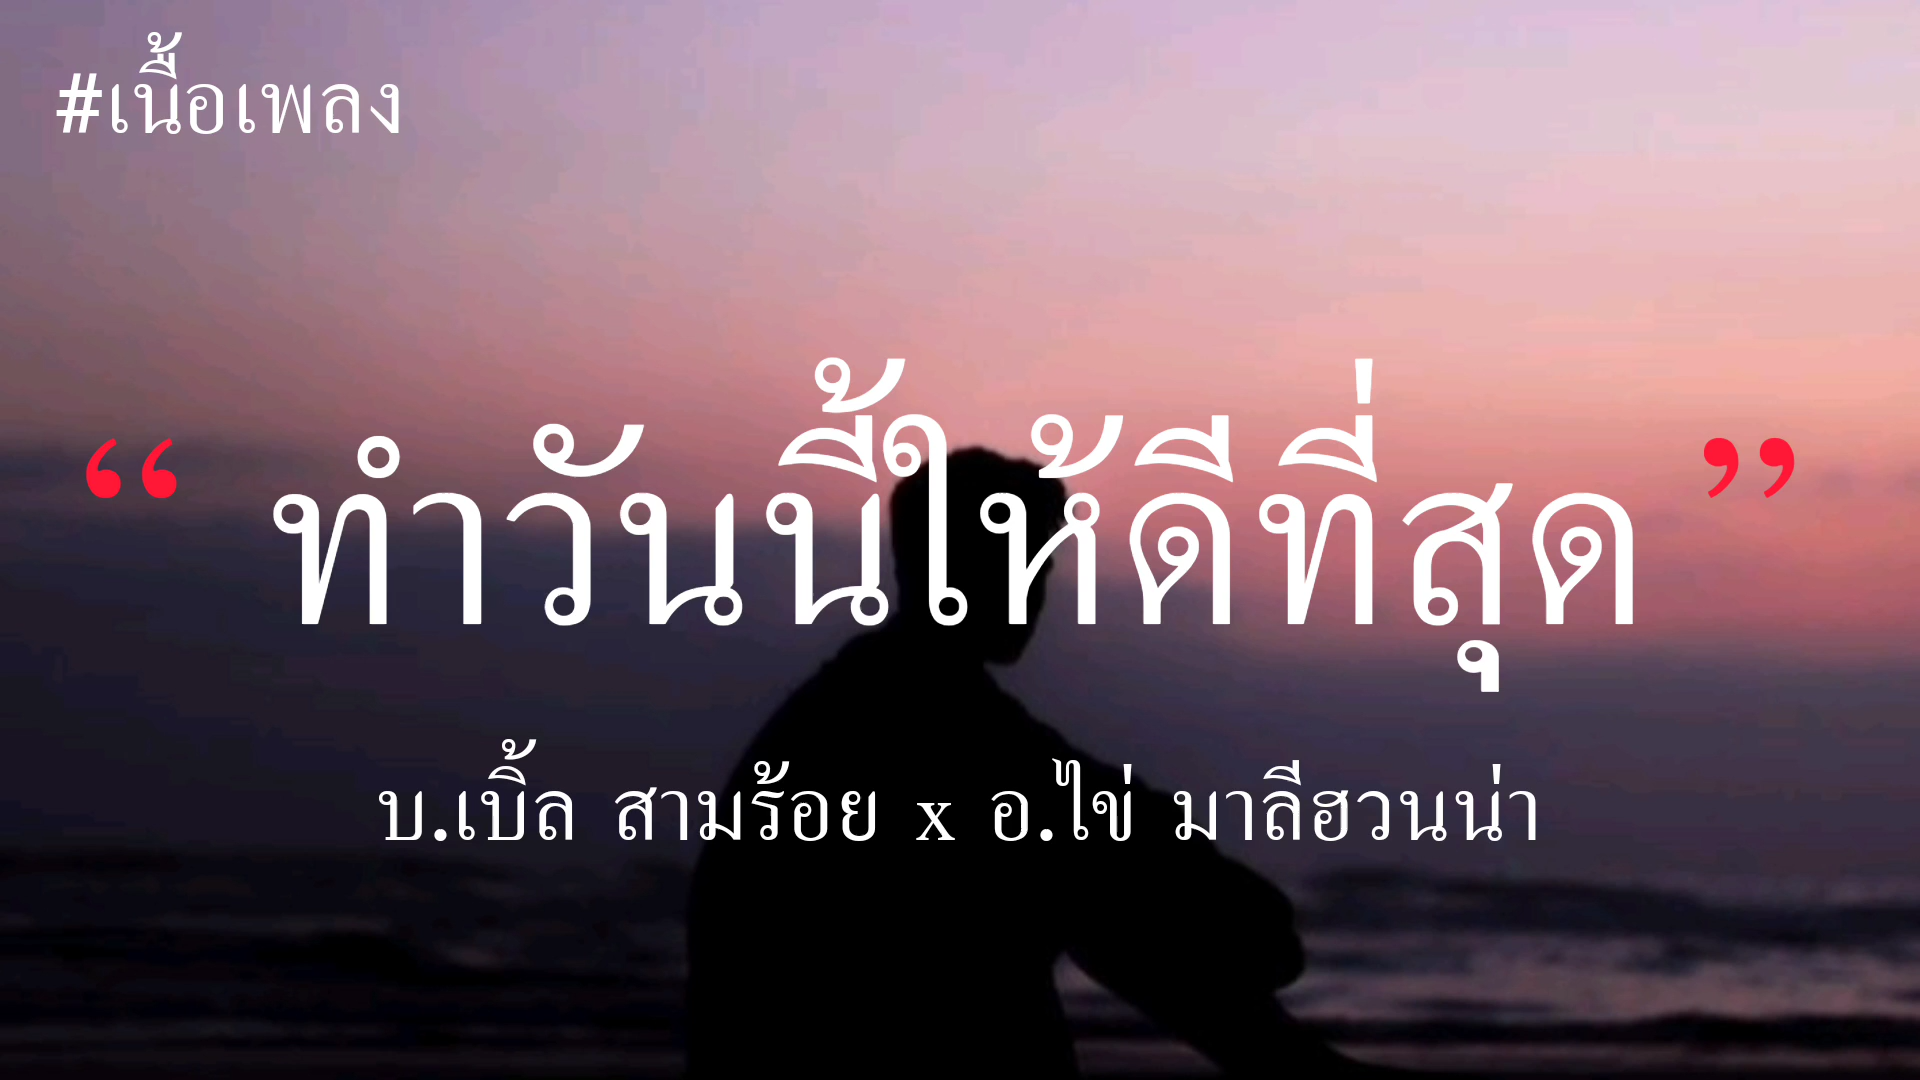 #เนื้อเพลง
“ ทำวันนี้ให้ดีที่สุด ”
บ.เบิ้ล สามร้อย x อ.ไข่ มาลีฮวนน่า